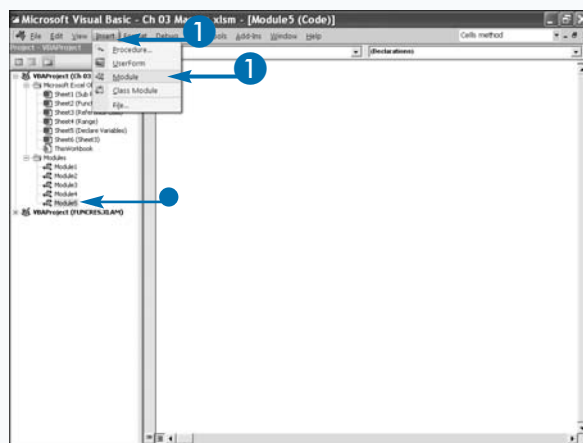 Microsoft Visual Basic - Ch 03 Ma xlsm - [Module5 (Code)]
File Edit View Insert Format Debug ools Add-Ins Window Help Cells method
1
Project - VBAProject
(Declarations)
Procedure...
UserForm
Module
1
Class Module
File...
VBAProject (Ch 03
Microsoft Excel O
Sheet1 (Sub
Sheet2 (Func
Sheet3
Sheet4 (Range)
Sheet5 (Declare Variables)
Sheet6 (Sheet3)
ThisWorkbook
Modules
Module1
Module2
Module3
Module4
Module5
VBAProject (FUNCRES.XLAM)